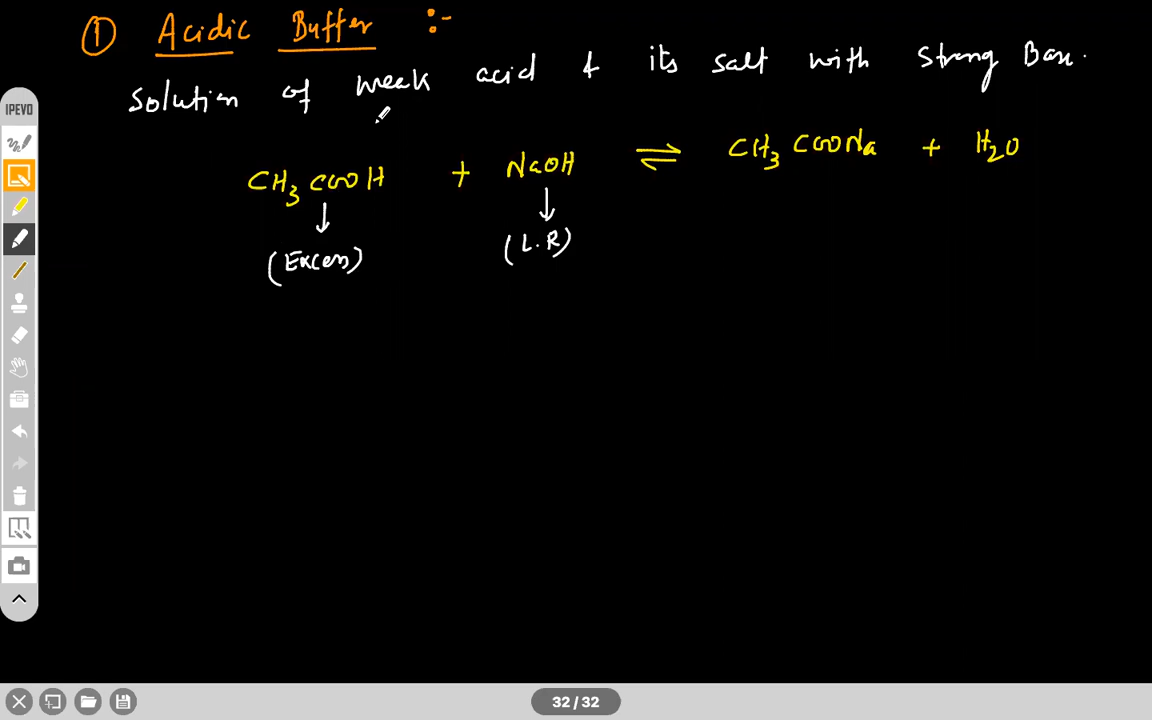 ① Acidic Buffer :-
Solution of weak acid & its salt with Strong Base.
CH₃COOH + NaOH ⇌ CH₃COONa + H₂O
(Excess) (L.R)
IPEVO
32 / 32